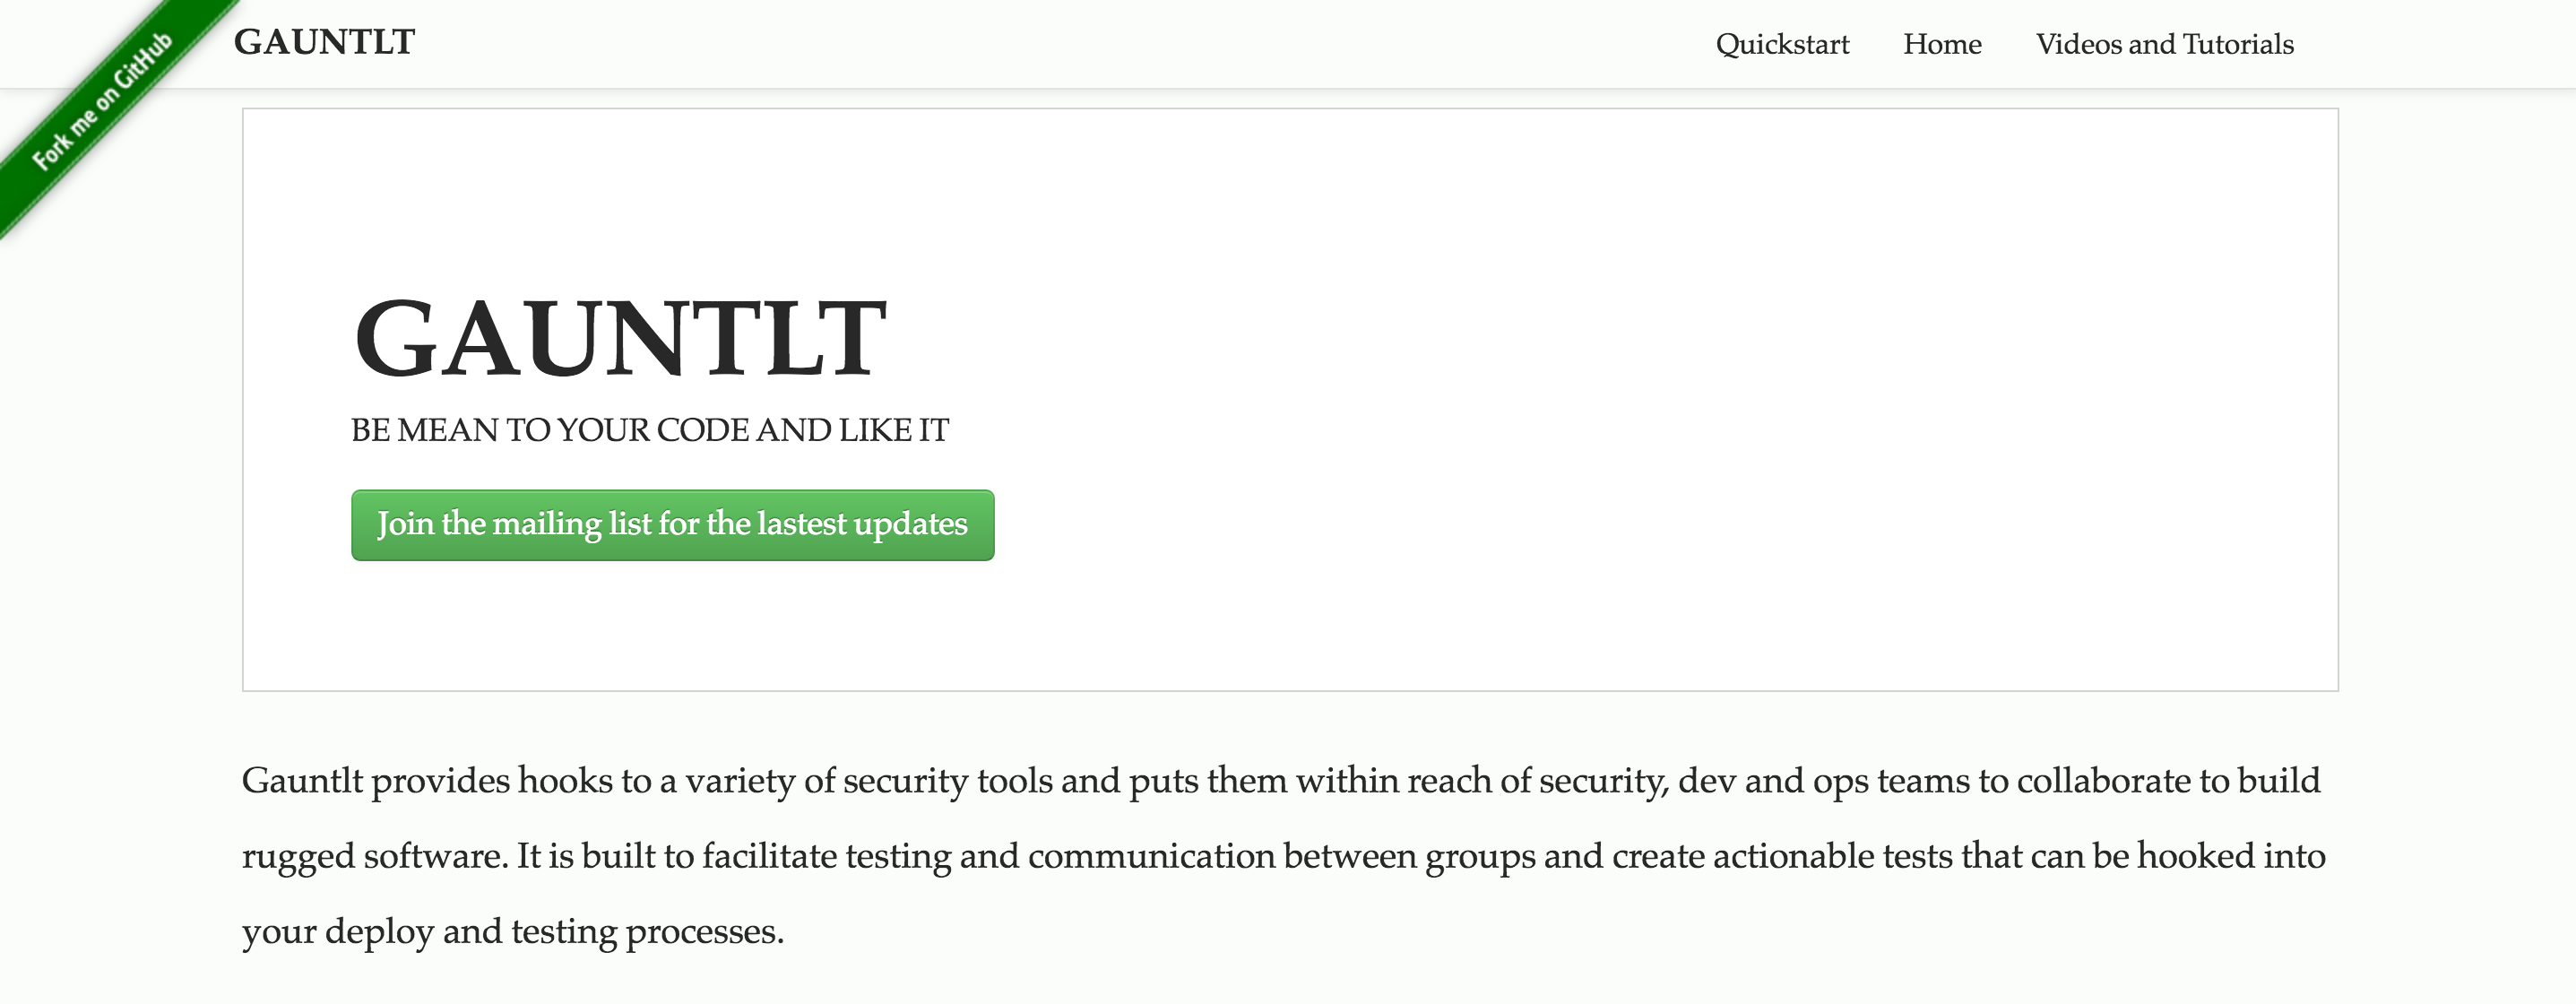 Fork me on GitHub
GAUNTLT
Quickstart Home Videos and Tutorials
GAUNTLT
BE MEAN TO YOUR CODE AND LIKE IT
Join the mailing list for the lastest updates
Gauntlt provides hooks to a variety of security tools and puts them within reach of security, dev and ops teams to collaborate to build
rugged software. It is built to facilitate testing and communication between groups and create actionable tests that can be hooked into
your deploy and testing processes.